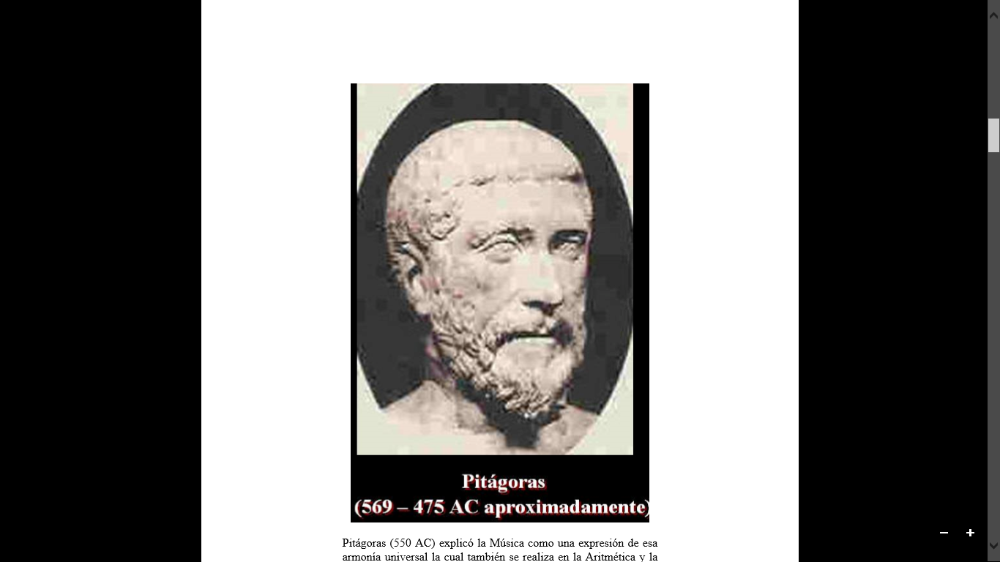 Pitágoras
(569 – 475 AC aproximadamente)
Pitágoras (550 AC) explicó la Música como una expresión de esa
armonía universal la cual también se realiza en la Aritmética y la